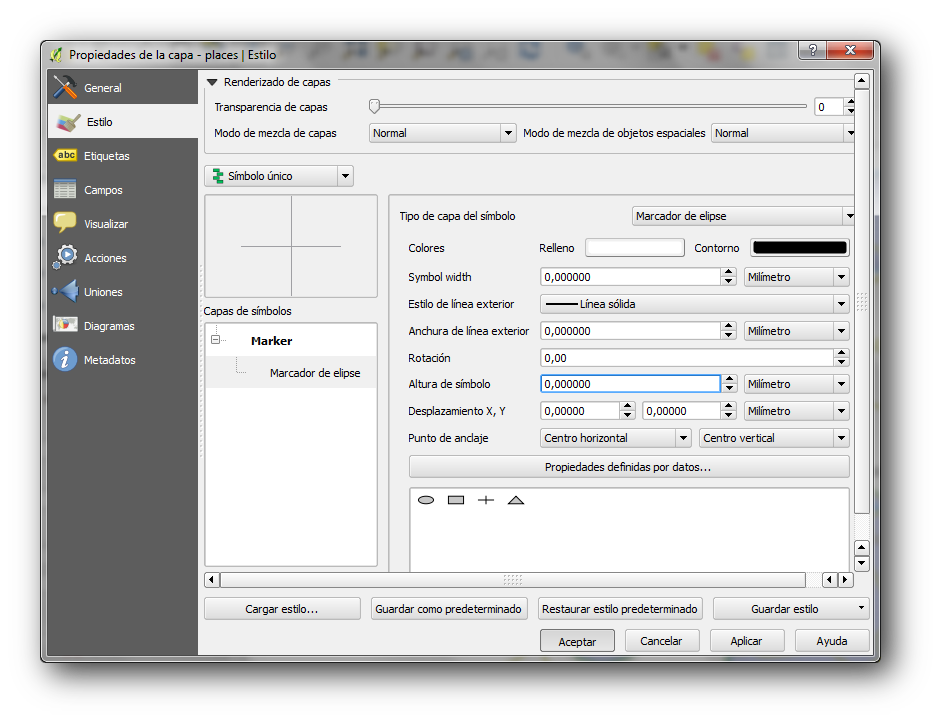 Propiedades de la capa - places | Estilo
?
General
Estilo
abc Etiquetas
Campos
Visualizar
Acciones
Uniones
Diagramas
i Metadatos
Renderizado de capas
Transparencia de capas 0
Modo de mezcla de capas Normal Modo de mezcla de objetos espaciales Normal
Símbolo único
Capas de símbolos
Marker
Marcador de elipse
Tipo de capa del símbolo Marcador de elipse
Colores Relleno Contorno
Symbol width 0,000000 Milímetro
Estilo de línea exterior Línea sólida
Anchura de línea exterior 0,000000 Milímetro
Rotación 0,00
Altura de símbolo 0,000000 Milímetro
Desplazamiento X, Y 0,00000 0,00000 Milímetro
Punto de anclaje Centro horizontal Centro vertical
Propiedades definidas por datos...
Cargar estilo... Guardar como predeterminado Restaurar estilo predeterminado Guardar estilo
Aceptar Cancelar Aplicar Ayuda